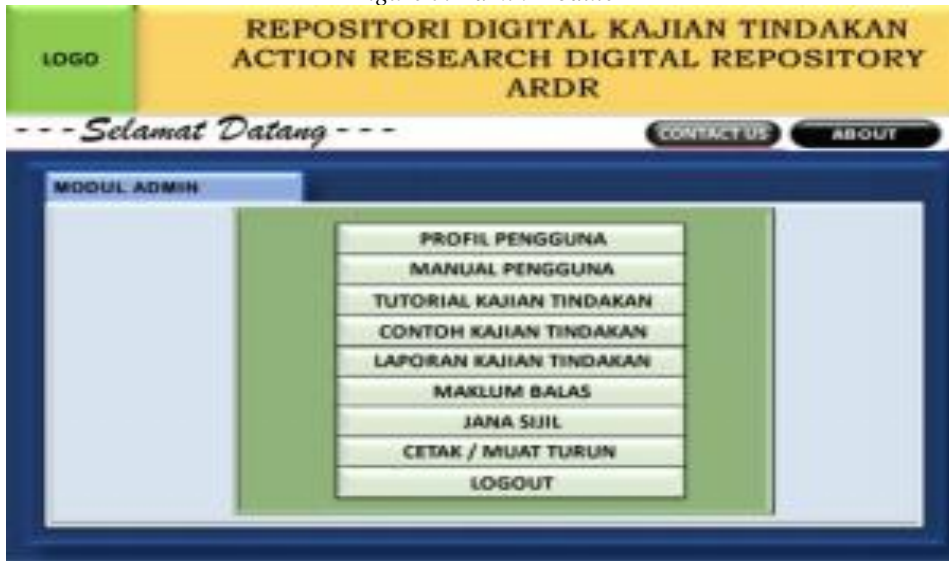 REPOSITORI DIGITAL KAJIAN TINDAKAN
LOGO
ACTION RESEARCH DIGITAL REPOSITORY
ARDR
---Selamat Datang---
CONTACT US
ABOUT
MODUL ADMIN
PROFIL PENGGUNA
MANUAL PENGGUNA
TUTORIAL KAJIAN TINDAKAN
CONTOH KAJIAN TINDAKAN
LAPORAN KAJIAN TINDAKAN
MAKLUM BALAS
JANA SIJIL
CETAK / MUAT TURUN
LOGOUT